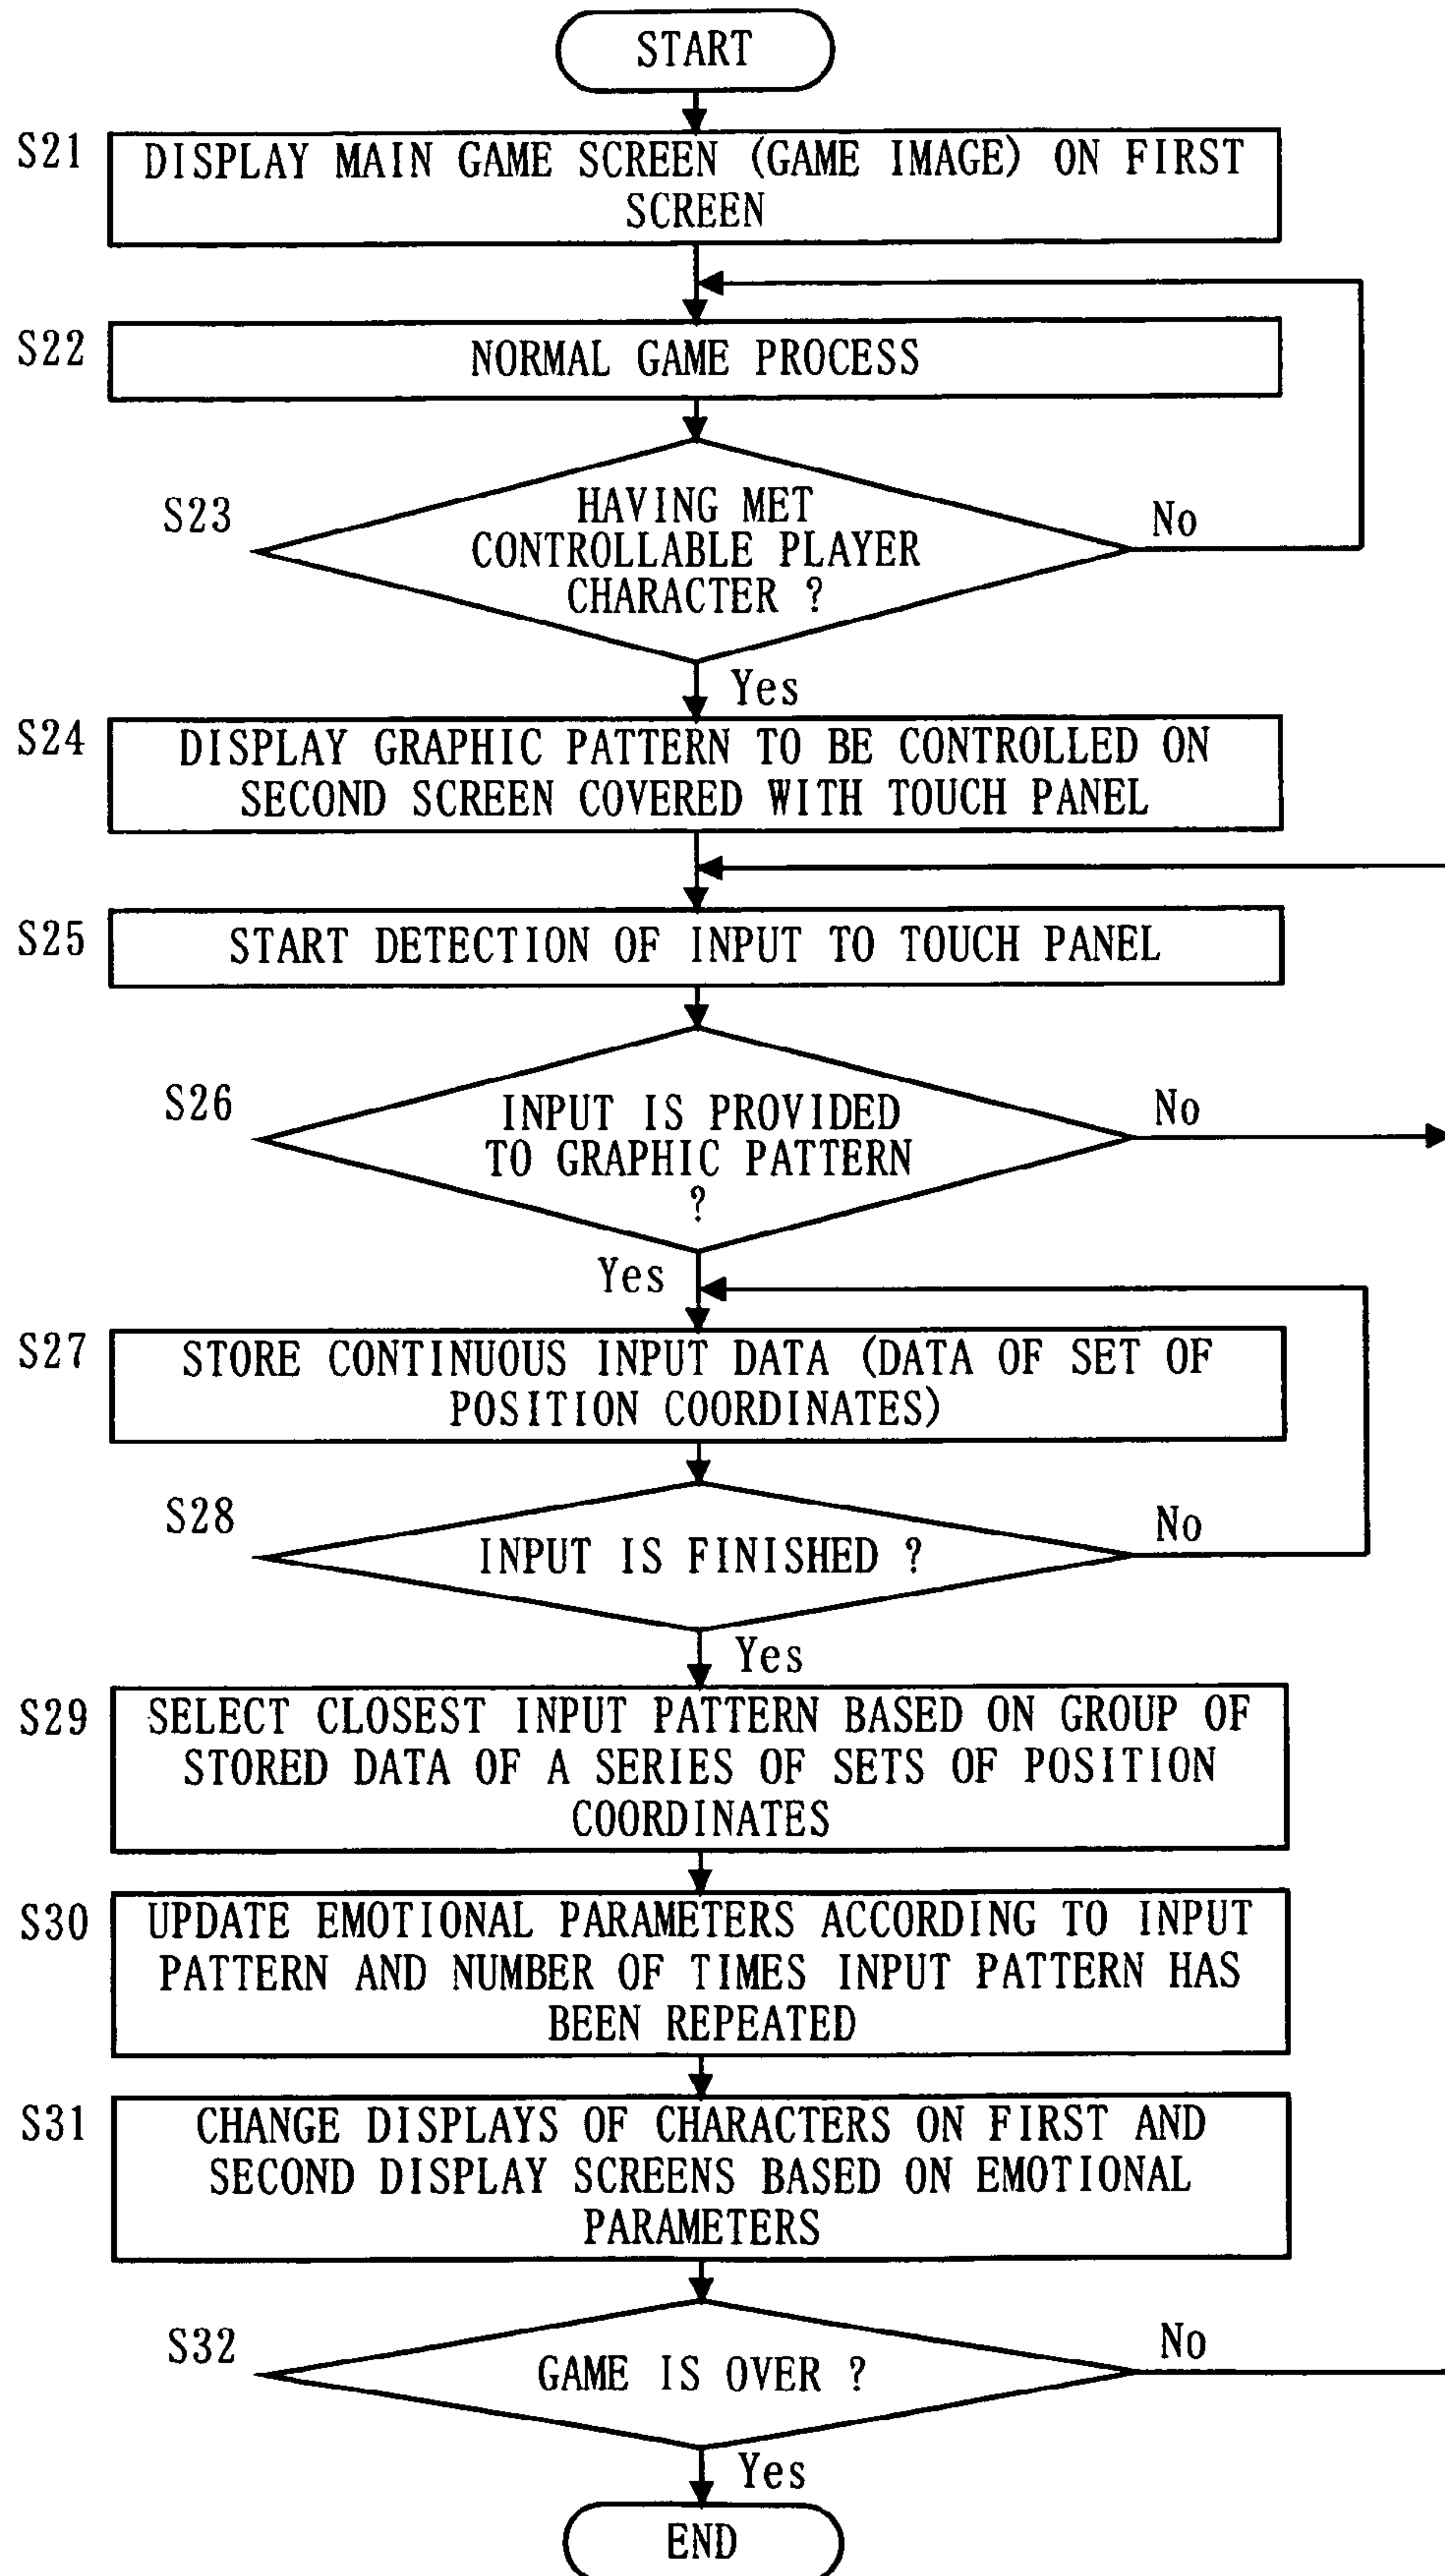 START
S21
DISPLAY MAIN GAME SCREEN (GAME IMAGE) ON FIRST
SCREEN
S22
NORMAL GAME PROCESS
S23
HAVING MET
CONTROLLABLE PLAYER
CHARACTER ?
No
Yes
S24
DISPLAY GRAPHIC PATTERN TO BE CONTROLLED ON
SECOND SCREEN COVERED WITH TOUCH PANEL
S25
START DETECTION OF INPUT TO TOUCH PANEL
S26
INPUT IS PROVIDED
TO GRAPHIC PATTERN
?
No
Yes
S27
STORE CONTINUOUS INPUT DATA (DATA OF SET OF
POSITION COORDINATES)
S28
INPUT IS FINISHED ?
No
Yes
S29
SELECT CLOSEST INPUT PATTERN BASED ON GROUP OF
STORED DATA OF A SERIES OF SETS OF POSITION
COORDINATES
S30
UPDATE EMOTIONAL PARAMETERS ACCORDING TO INPUT
PATTERN AND NUMBER OF TIMES INPUT PATTERN HAS
BEEN REPEATED
S31
CHANGE DISPLAYS OF CHARACTERS ON FIRST AND
SECOND DISPLAY SCREENS BASED ON EMOTIONAL
PARAMETERS
S32
GAME IS OVER ?
No
Yes
END